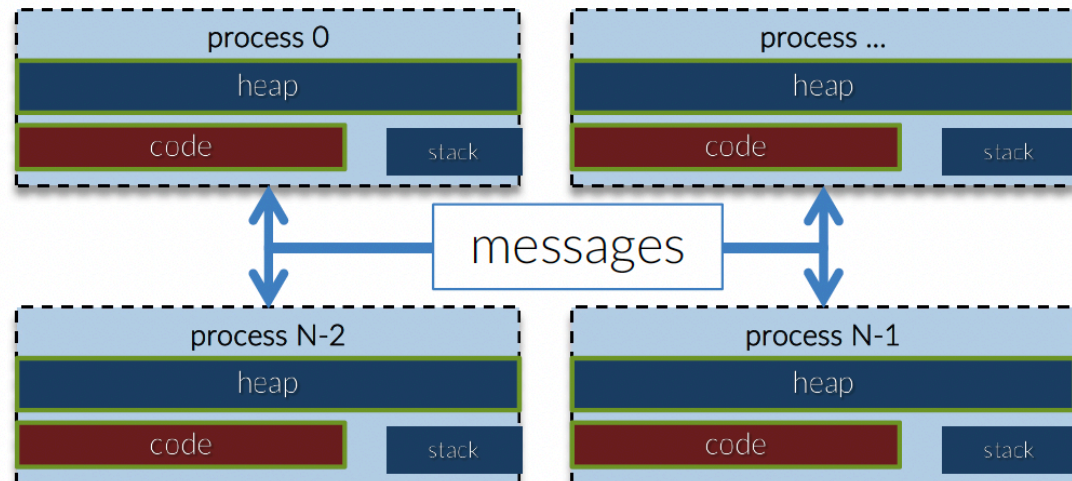 process 0
heap
code
stack
process ...
heap
code
stack
messages
process N-2
heap
code
stack
process N-1
heap
code
stack